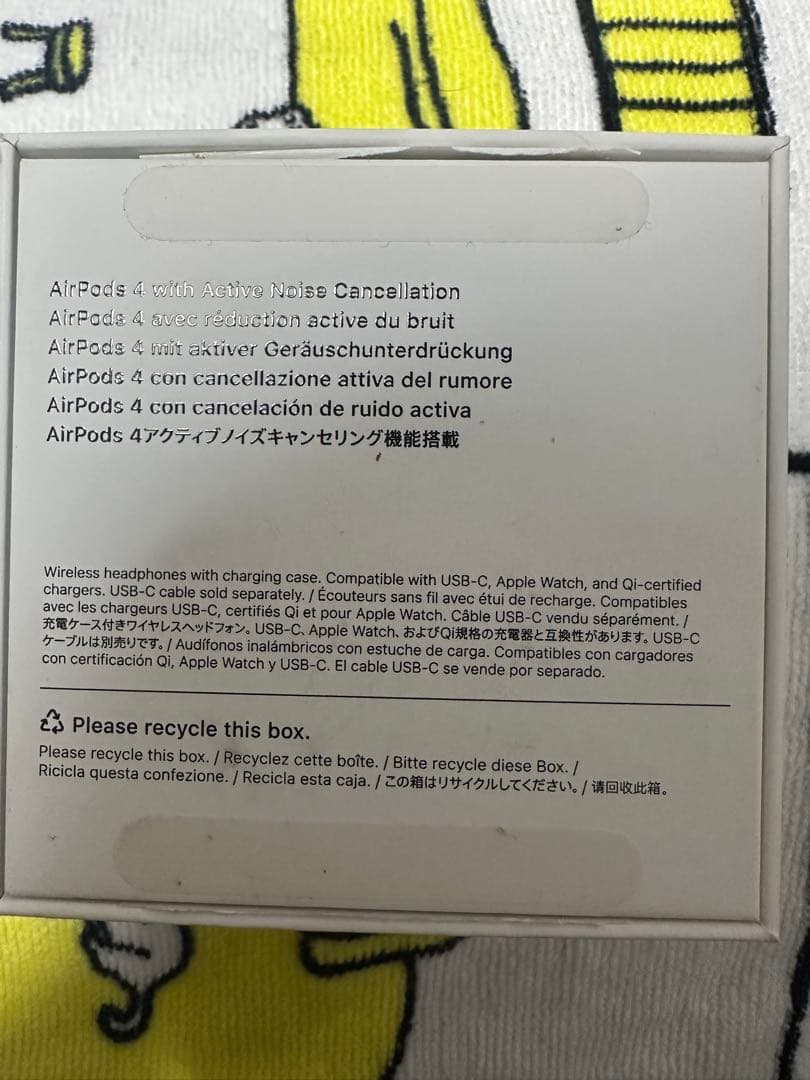 AirPods 4 with Active Noise Cancellation
AirPods 4 avec réduction active du bruit
AirPods 4 mit aktiver Geräuschunterdrückung
AirPods 4 con cancellazione attiva del rumore
AirPods 4 con cancelación de ruido activa
AirPods 4アクティブノイズキャンセリング機能搭載
Wireless headphones with charging case. Compatible with USB-C, Apple Watch, and Qi-certified
chargers. USB-C cable sold separately. / Écouteurs sans fil avec étui de recharge. Compatibles
avec les chargeurs USB-C, certifiés Qi et pour Apple Watch. Câble USB-C vendu séparément. /
充電ケース付きワイヤレスヘッドフォン。USB-C、Apple Watch、およびQi規格の充電器と互換性があります。USB-C
ケーブルは別売りです。/ Audífonos inalámbricos con estuche de carga. Compatibles con cargadores
con certificación Qi, Apple Watch y USB-C. El cable USB-C se vende por separado.
Please recycle this box.
Please recycle this box. / Recyclez cette boîte. / Bitte recycle diese Box. /
Ricicla questa confezione. / Recicla esta caja. / この箱はリサイクルしてください。/ 请回收此箱。